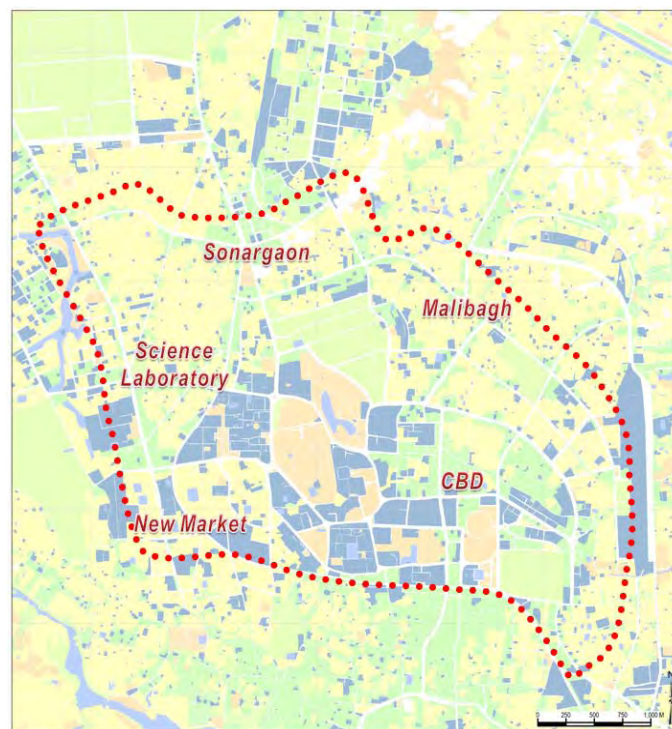 Sonargaon
Malibagh
Science
Laboratory
CBD
New Market
N
0 250 500 750 1,000 M